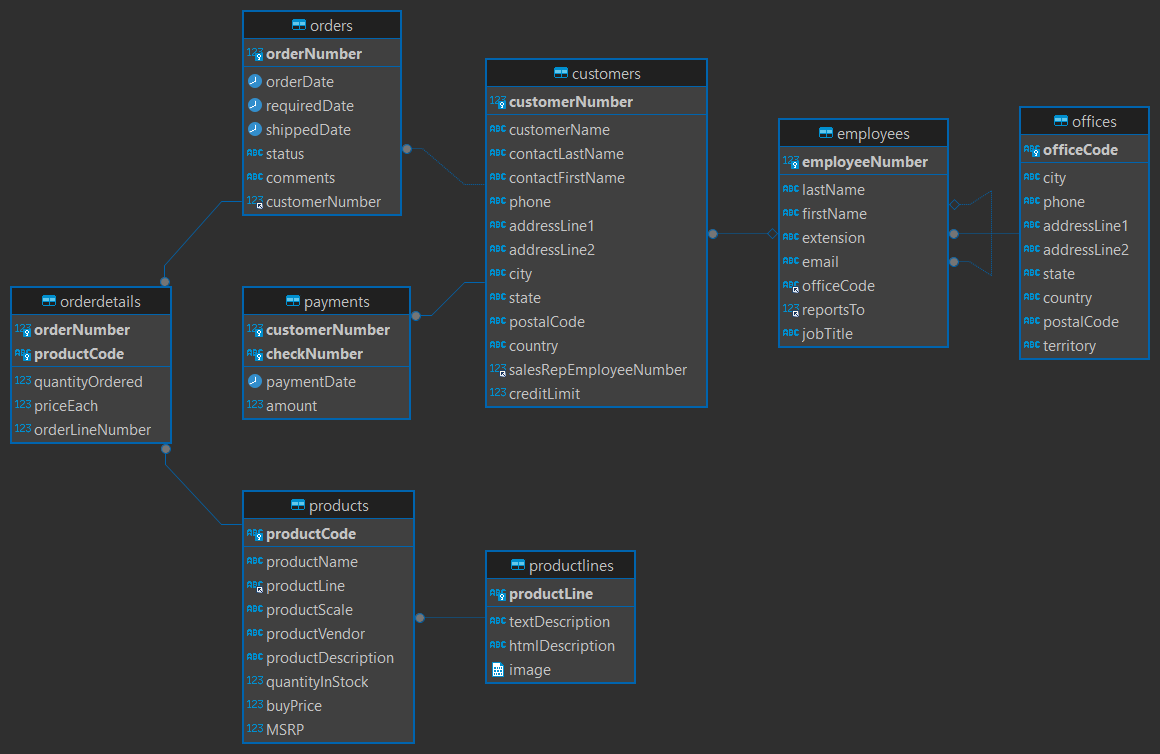 orders
123 orderNumber
orderDate
requiredDate
shippedDate
ABC status
ABC comments
123 customerNumber
customers
123 customerNumber
ABC customerName
ABC contactLastName
ABC contactFirstName
ABC phone
ABC addressLine1
ABC addressLine2
ABC city
ABC state
ABC postalCode
ABC country
123 salesRepEmployeeNumber
123 creditLimit
employees
123 employeeNumber
ABC lastName
ABC firstName
ABC extension
ABC email
ABC officeCode
123 reportsTo
ABC jobTitle
offices
ABC officeCode
ABC city
ABC phone
ABC addressLine1
ABC addressLine2
ABC state
ABC country
ABC postalCode
ABC territory
orderdetails
123 orderNumber
ABC productCode
123 quantityOrdered
123 priceEach
123 orderLineNumber
payments
123 customerNumber
ABC checkNumber
paymentDate
123 amount
products
ABC productCode
ABC productName
ABC productLine
ABC productScale
ABC productVendor
ABC productDescription
123 quantityInStock
123 buyPrice
123 MSRP
productlines
ABC productLine
ABC textDescription
ABC htmlDescription
image